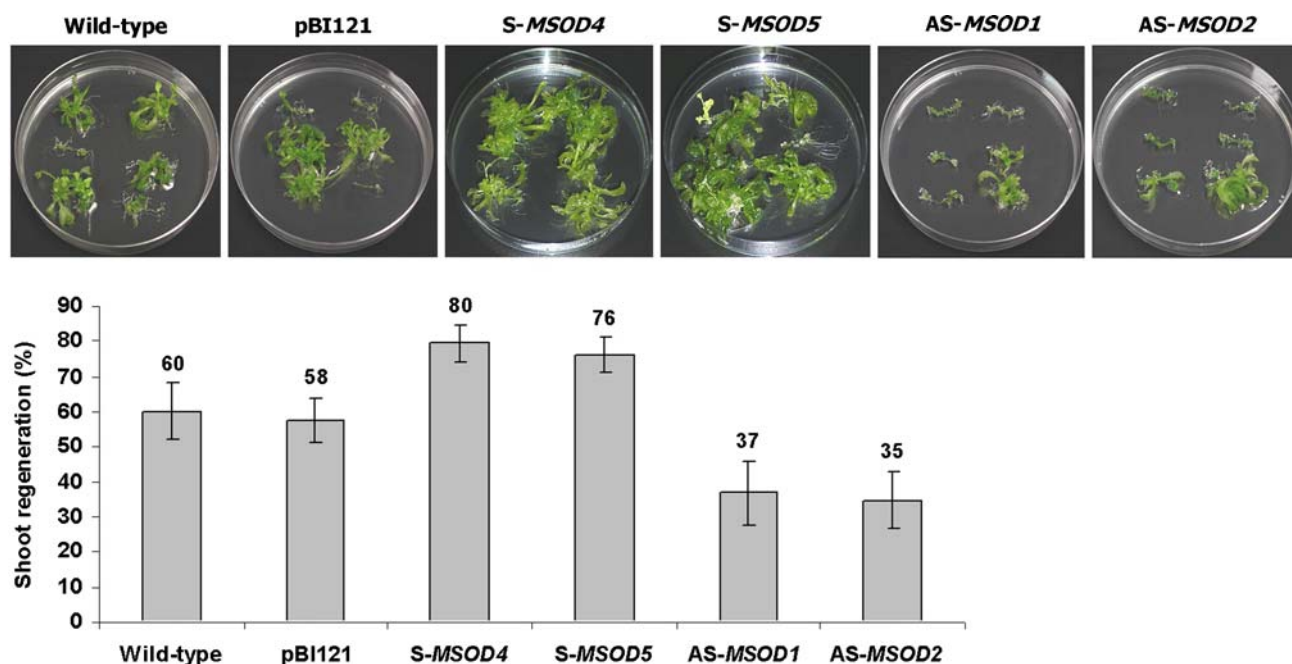 Wild-type pBI121 S-MSOD4 S-MSOD5 AS-MSOD1 AS-MSOD2
Shoot regeneration (%)
90
80
70
60
50
40
30
20
10
0
60 58 80 76 37 35
Wild-type pBI121 S-MSOD4 S-MSOD5 AS-MSOD1 AS-MSOD2